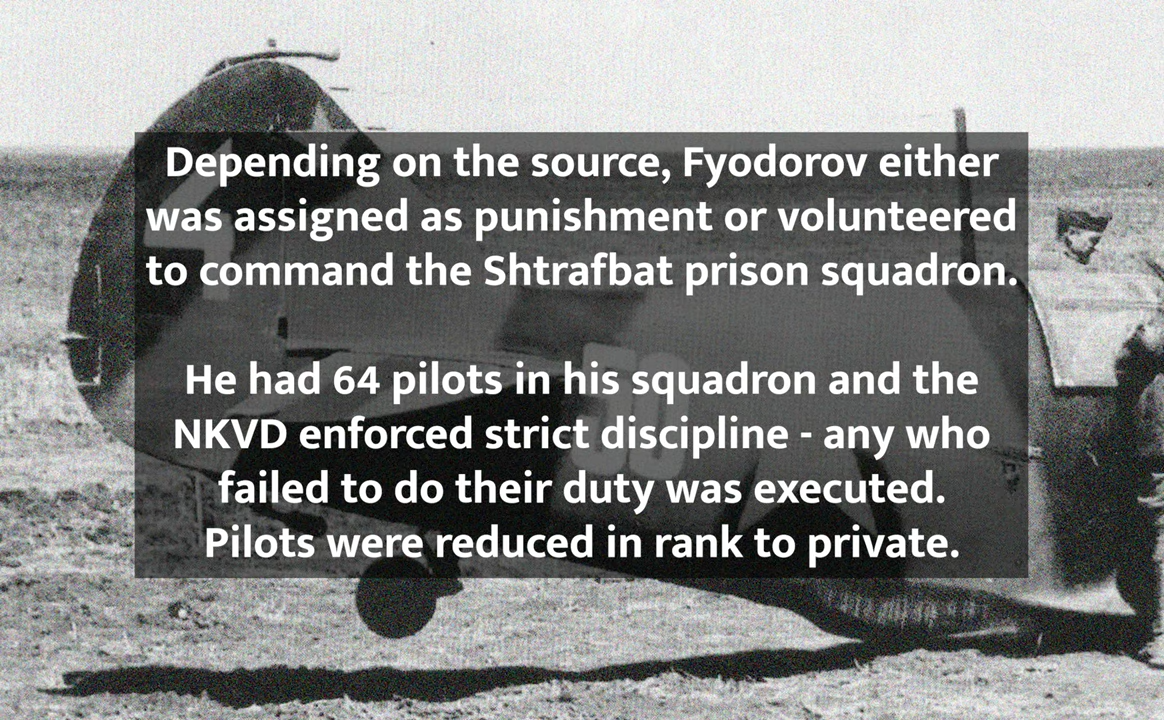 Depending on the source, Fyodorov either
was assigned as punishment or volunteered
to command the Shtrafbat prison squadron.
He had 64 pilots in his squadron and the
NKVD enforced strict discipline - any who
failed to do their duty was executed.
Pilots were reduced in rank to private.